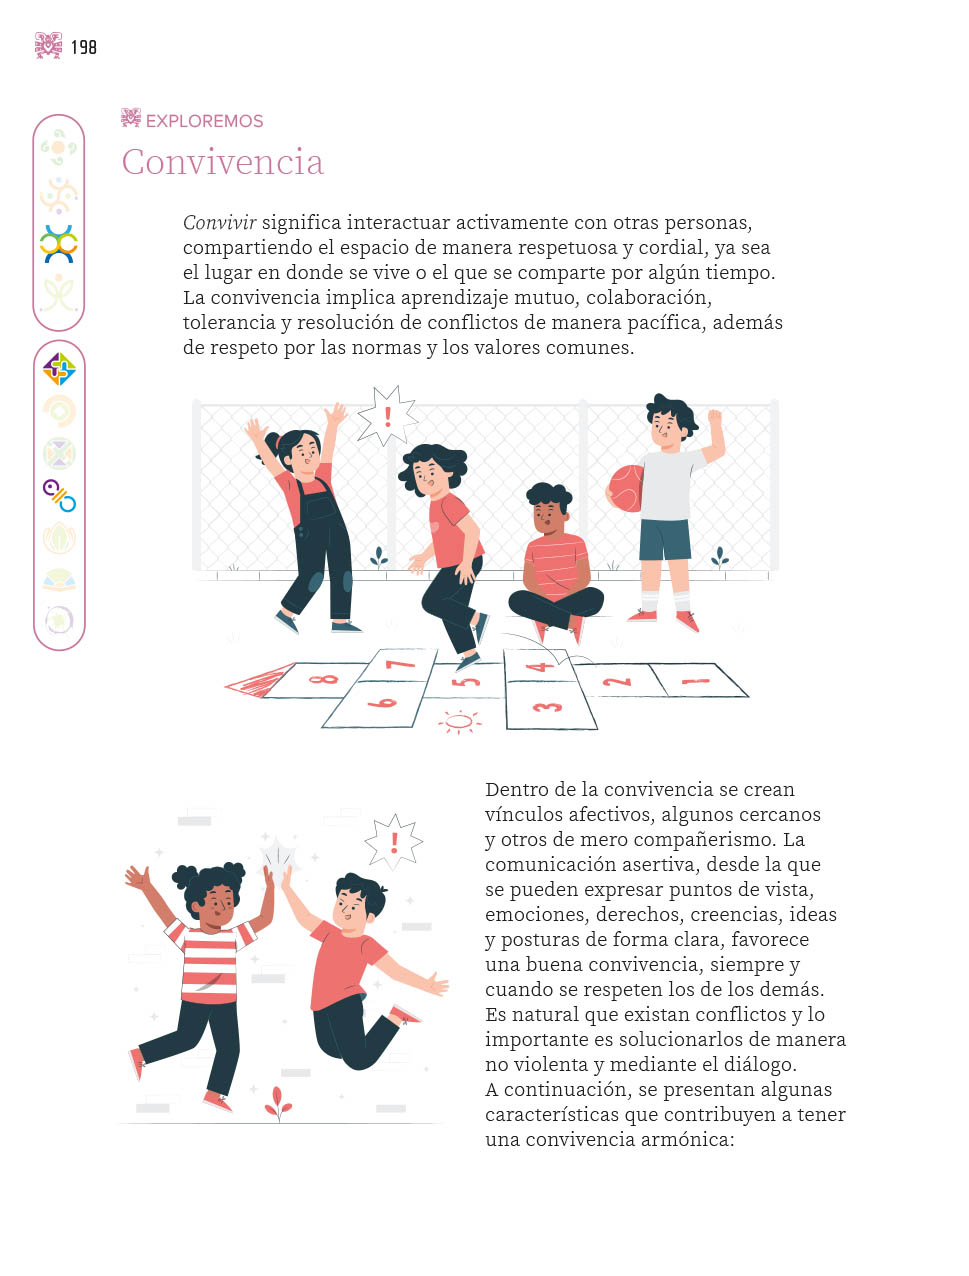 198
EXPLOREMOS
Convivencia
Convivir significa interactuar activamente con otras personas,
compartiendo el espacio de manera respetuosa y cordial, ya sea
el lugar en donde se vive o el que se comparte por algún tiempo.
La convivencia implica aprendizaje mutuo, colaboración,
tolerancia y resolución de conflictos de manera pacífica, además
de respeto por las normas y los valores comunes.
!
8 7 6 5 4 3 2 1
Dentro de la convivencia se crean
vínculos afectivos, algunos cercanos
y otros de mero compañerismo. La
comunicación asertiva, desde la que
se pueden expresar puntos de vista,
emociones, derechos, creencias, ideas
y posturas de forma clara, favorece
una buena convivencia, siempre y
cuando se respeten los de los demás.
Es natural que existan conflictos y lo
importante es solucionarlos de manera
no violenta y mediante el diálogo.
A continuación, se presentan algunas
características que contribuyen a tener
una convivencia armónica:
!